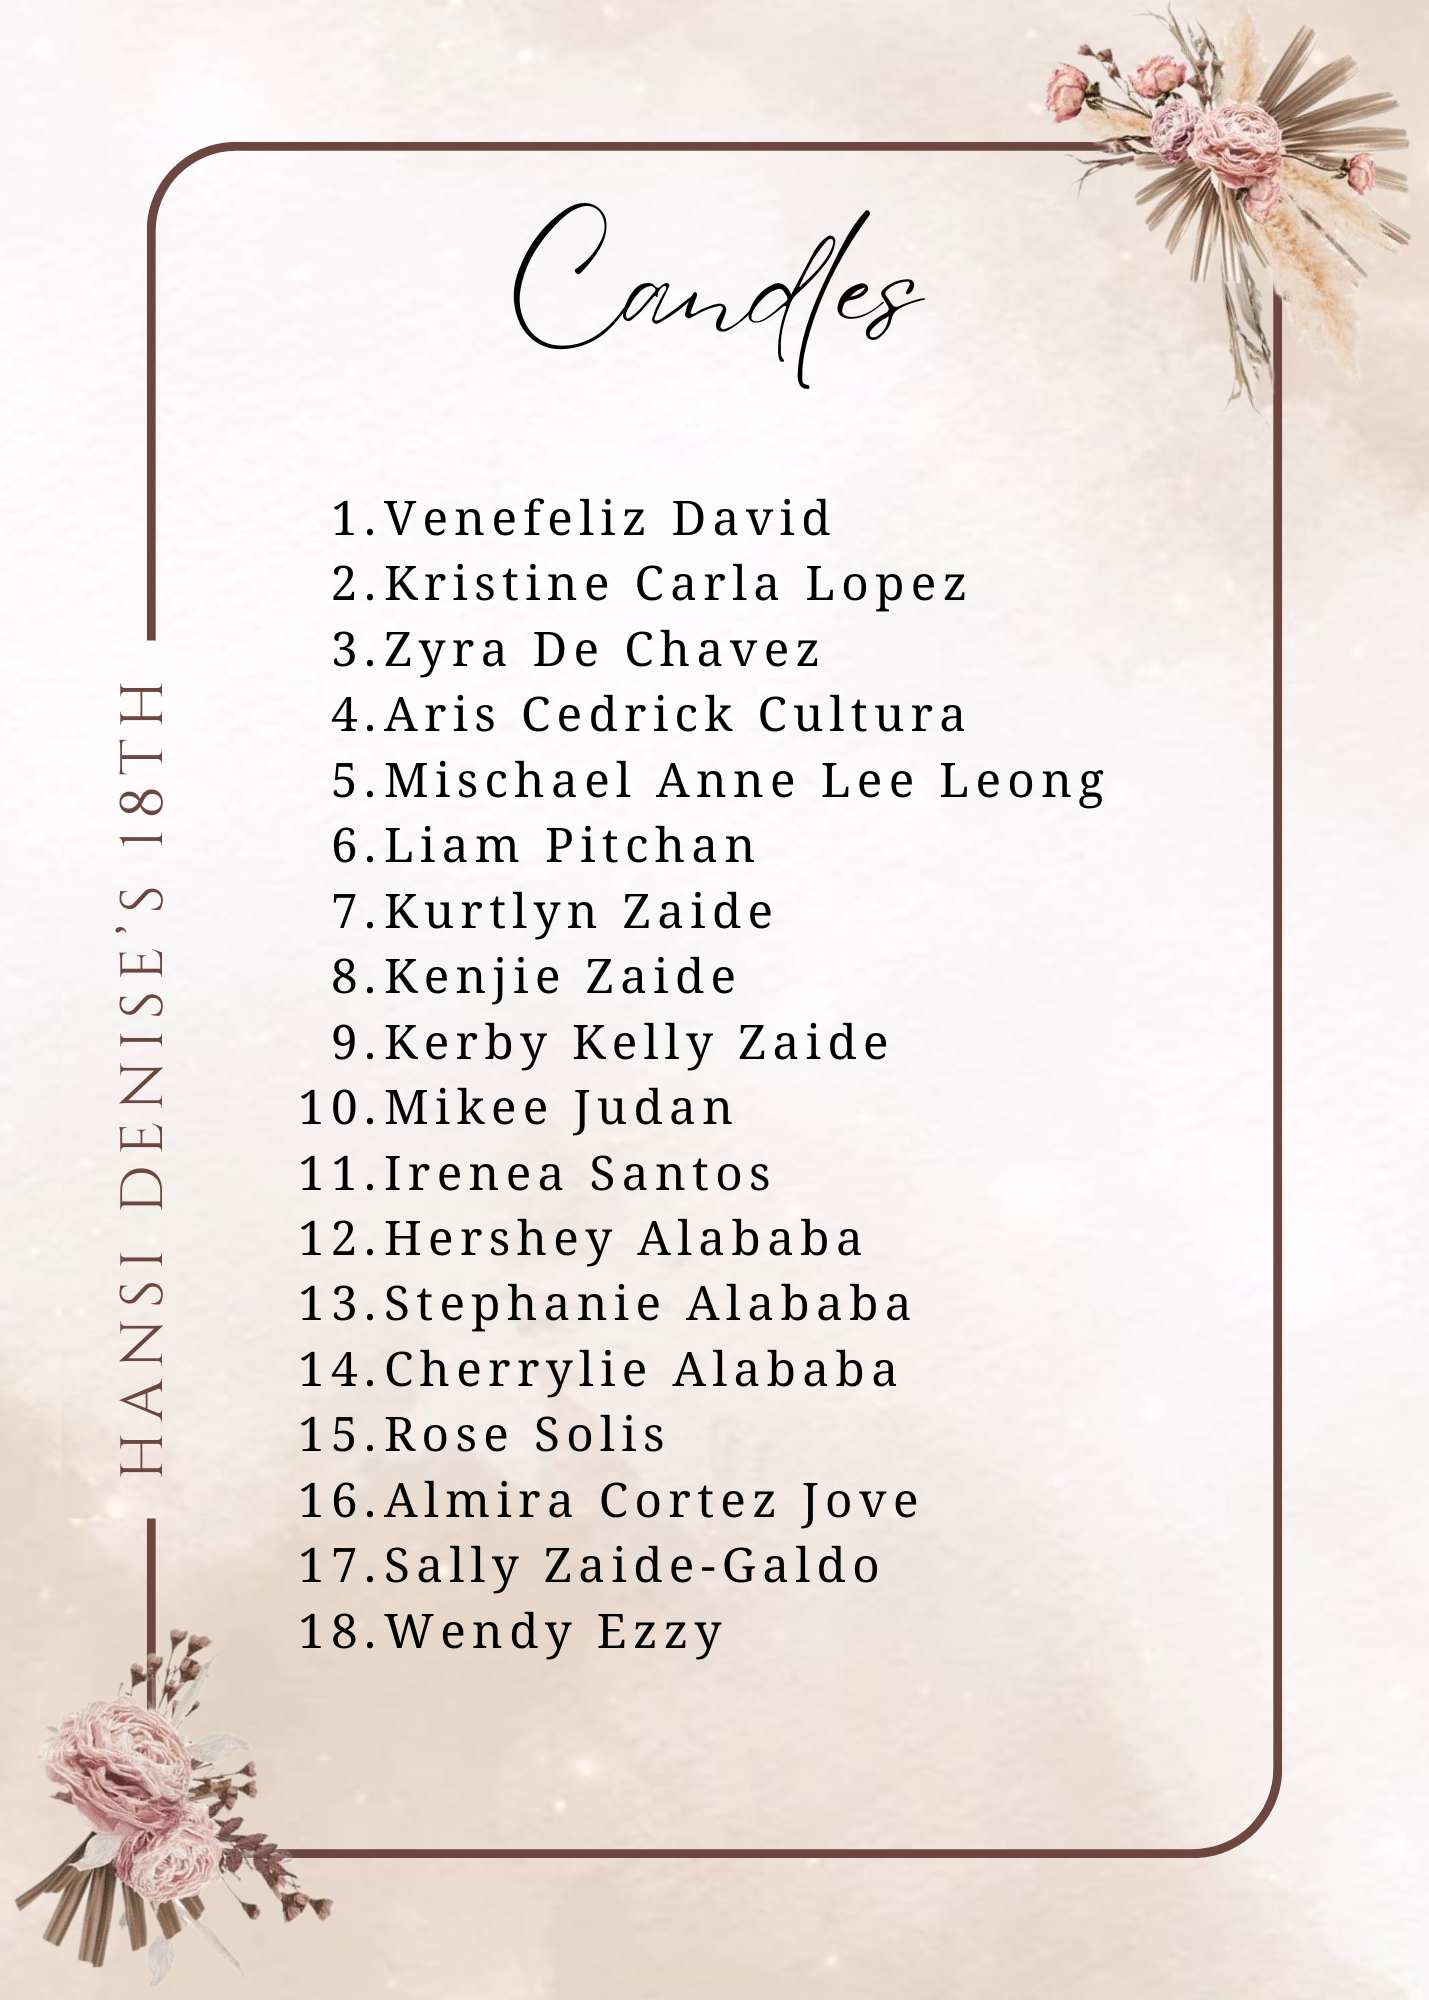 Candles
1. Venefeliz David
2. Kristine Carla Lopez
3. Zyra De Chavez
4. Aris Cedrick Cultura
5. Mischael Anne Lee Leong
6. Liam Pitchan
7. Kurtlyn Zaide
8. Kenjie Zaide
9. Kerby Kelly Zaide
10. Mikee Judan
11. Irenea Santos
12. Hershey Alababa
13. Stephanie Alababa
14. Cherrylie Alababa
15. Rose Solis
16. Almira Cortez Jove
17. Sally Zaide-Galdo
18. Wendy Ezzy
HANSI DENISE’S 18TH